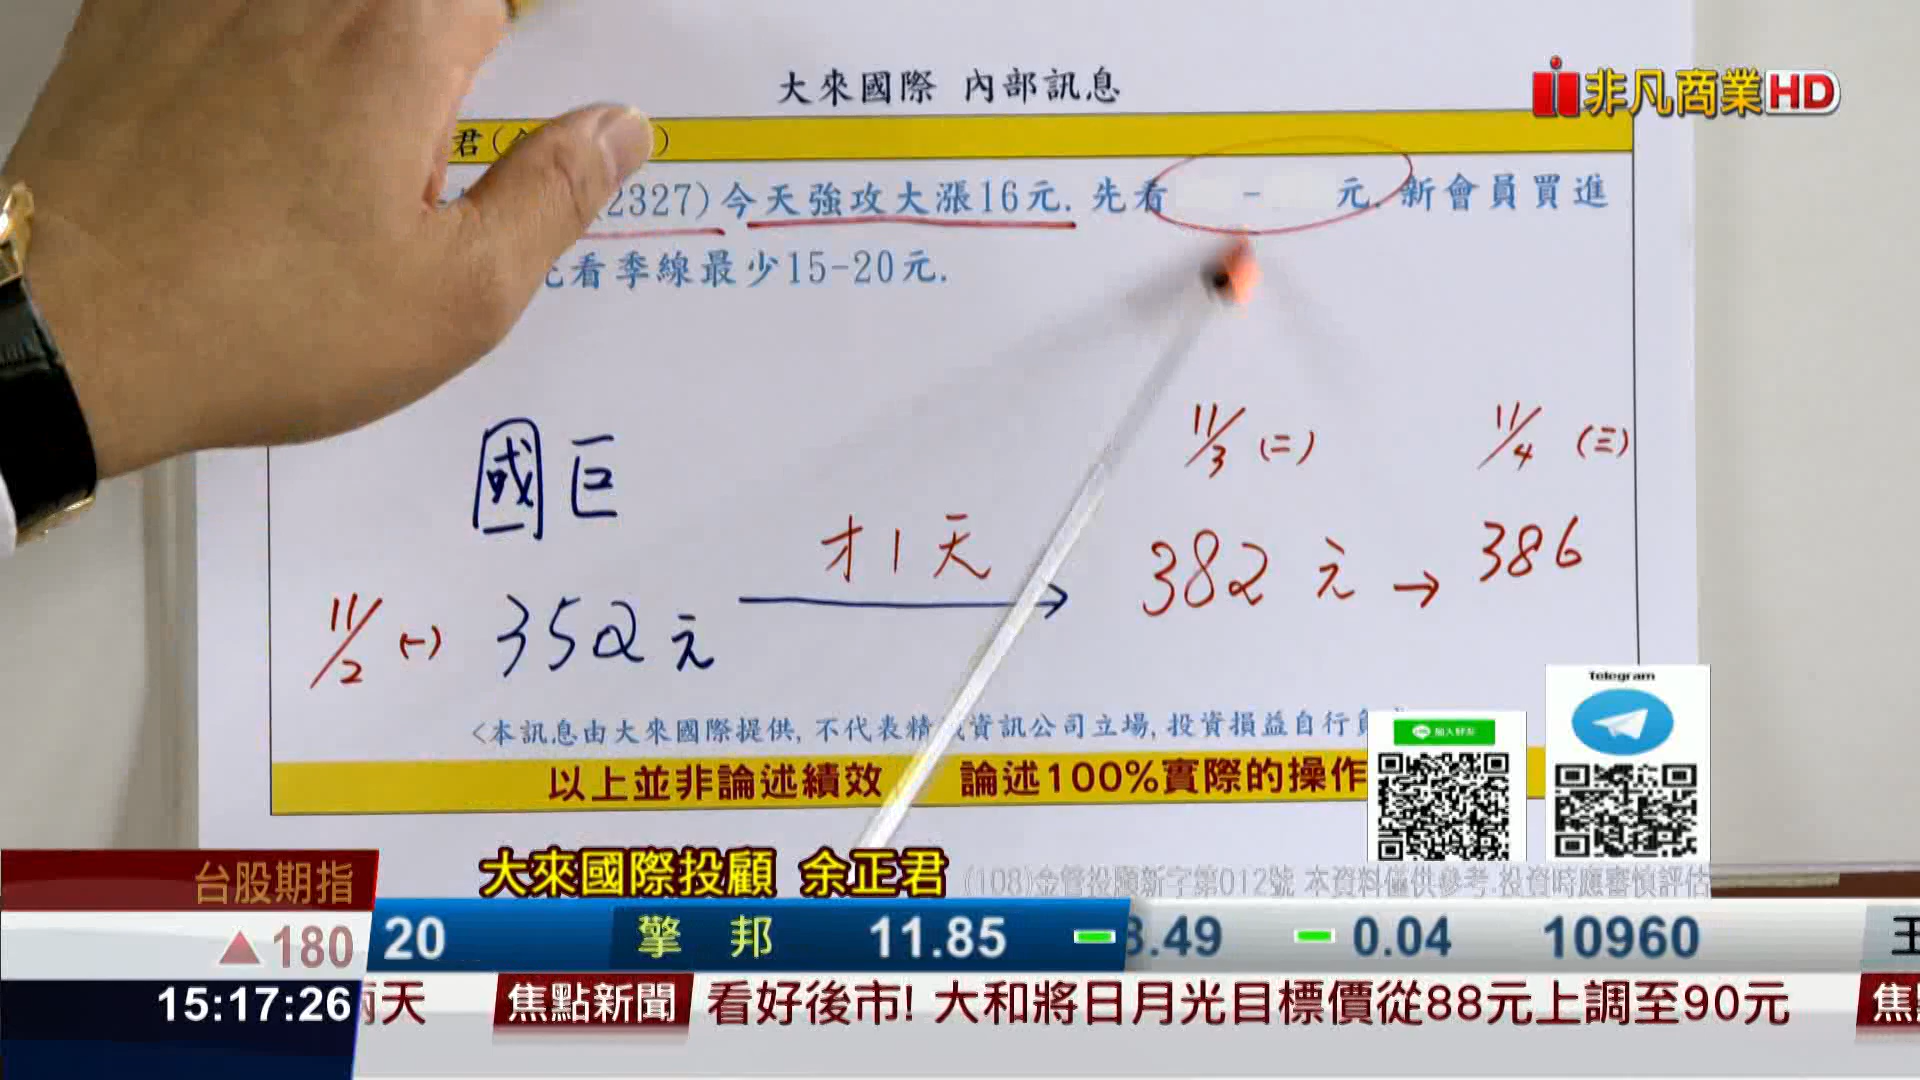 大來國際 內部訊息
非凡商業HD
君(
(2327)今天強攻大漲16元.先看 - 元.新會員買進
看季線最少15-20元.
國巨
11/3 (二)
11/4 (三)
才1天
11/2 (一) 352元 → 382元 → 386
<本訊息由大來國際提供,不代表精 資訊公司立場,投資損益自行
以上並非論述績效 論述100%實際的操作
加入好友
Telegram
大來國際投顧 余正君
(108)金管投顧新字第012號 本資料僅供參考.投資時應審慎評估
台股期指
▲180
20 擎邦 11.85 3.49 0.04 10960 王
15:17:26
兩天 焦點新聞 看好後市! 大和將日月光目標價從88元上調至90元 焦